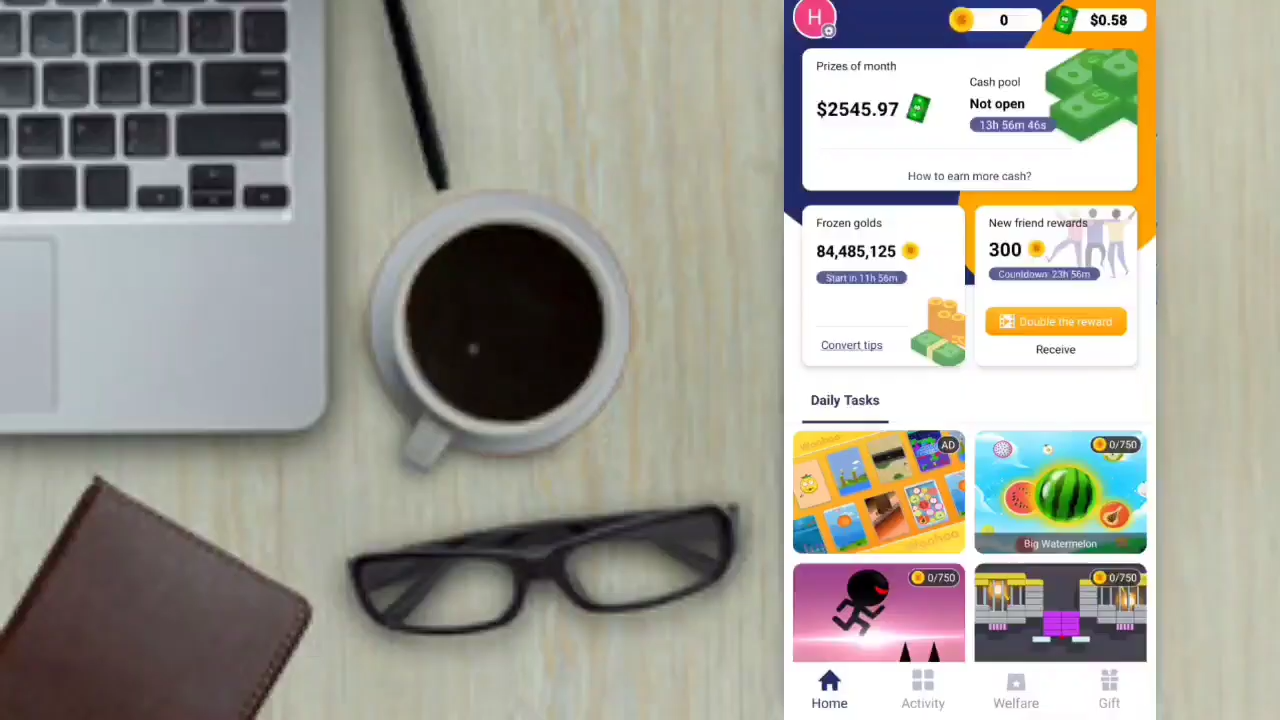 H
0
$0.58
Prizes of month
$2545.97
Cash pool
Not open
13h 56m 46s
How to earn more cash?
Frozen golds
84,485,125
Start in 11h 56m
Convert tips
New friend rewards
300
Countdown: 23h 56m
Double the reward
Receive
Daily Tasks
Woohoo
AD
Woohoo
0/750
Big Watermelon
0/750
0/750
Home
Activity
Welfare
Gift